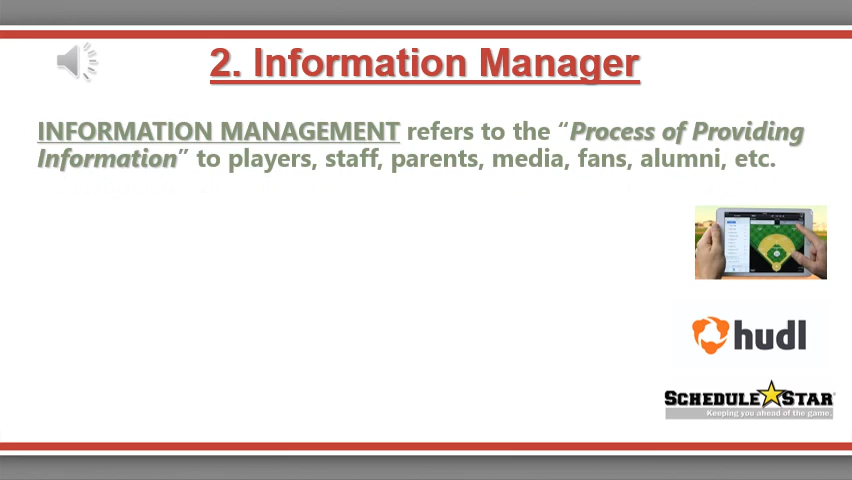 2. Information Manager
INFORMATION MANAGEMENT refers to the “Process of Providing
Information” to players, staff, parents, media, fans, alumni, etc.
hudl
SCHEDULE STAR
Keeping you ahead of the game.